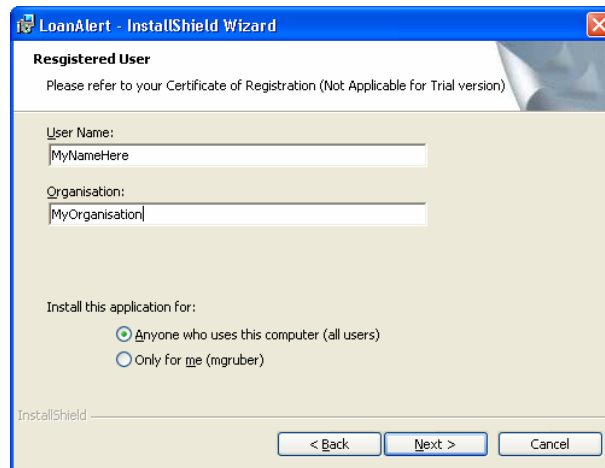 LoanAlert - InstallShield Wizard
Resgistered User
Please refer to your Certificate of Registration (Not Applicable for Trial version)
User Name:
MyNameHere
Organisation:
MyOrganisation
Install this application for:
Anyone who uses this computer (all users)
Only for me (mgruber)
InstallShield
< Back Next > Cancel